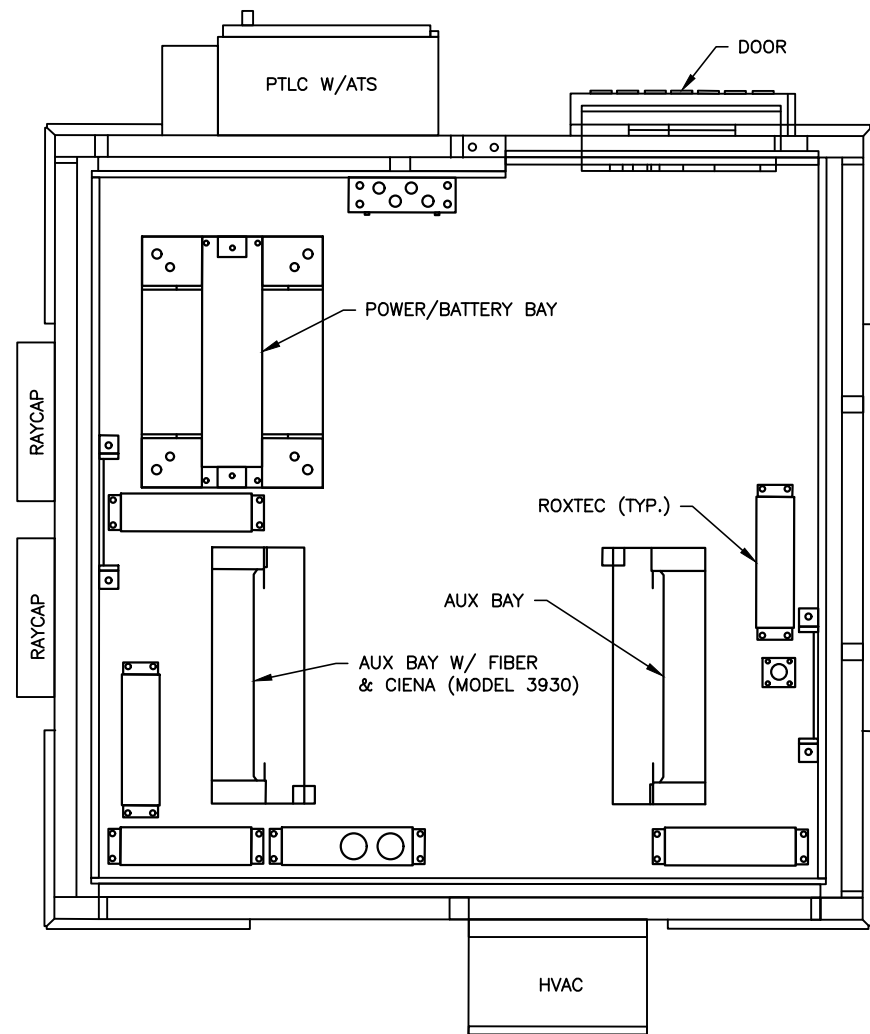 DOOR
PTLC W/ATS
POWER/BATTERY BAY
RAYCAP
ROXTEC (TYP.)
RAYCAP
AUX BAY
AUX BAY W/ FIBER
& CIENA (MODEL 3930)
HVAC